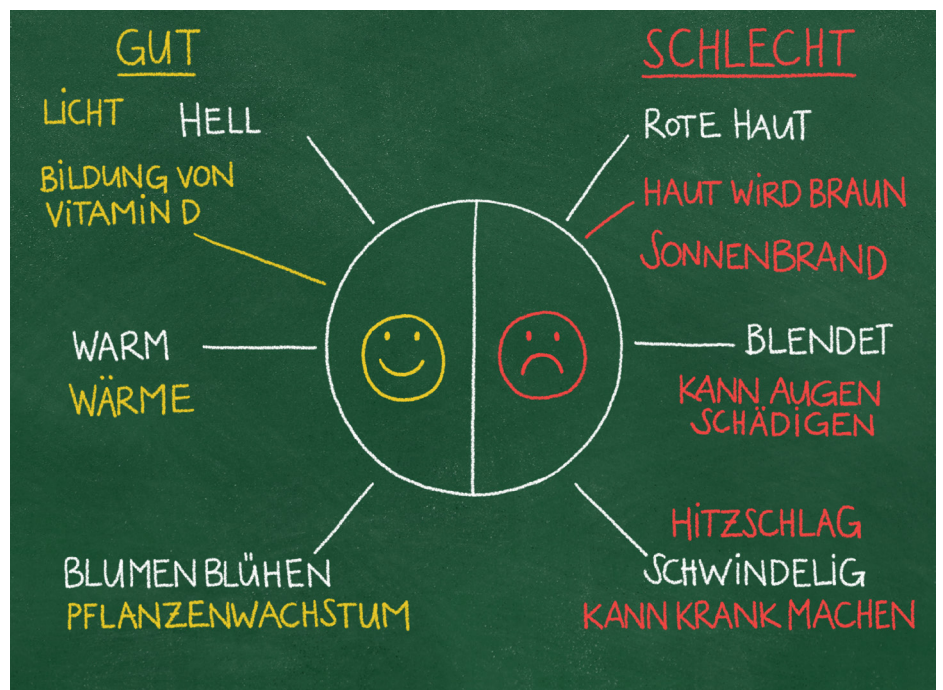 GUT
LICHT
HELL
BILDUNG VON
VITAMIN D
WARM
WÄRME
BLUMEN BLÜHEN
PFLANZENWACHSTUM
SCHLECHT
ROTE HAUT
HAUT WIRD BRAUN
SONNENBRAND
BLENDET
KANN AUGEN
SCHÄDIGEN
HITZSCHLAG
SCHWINDELIG
KANN KRANK MACHEN